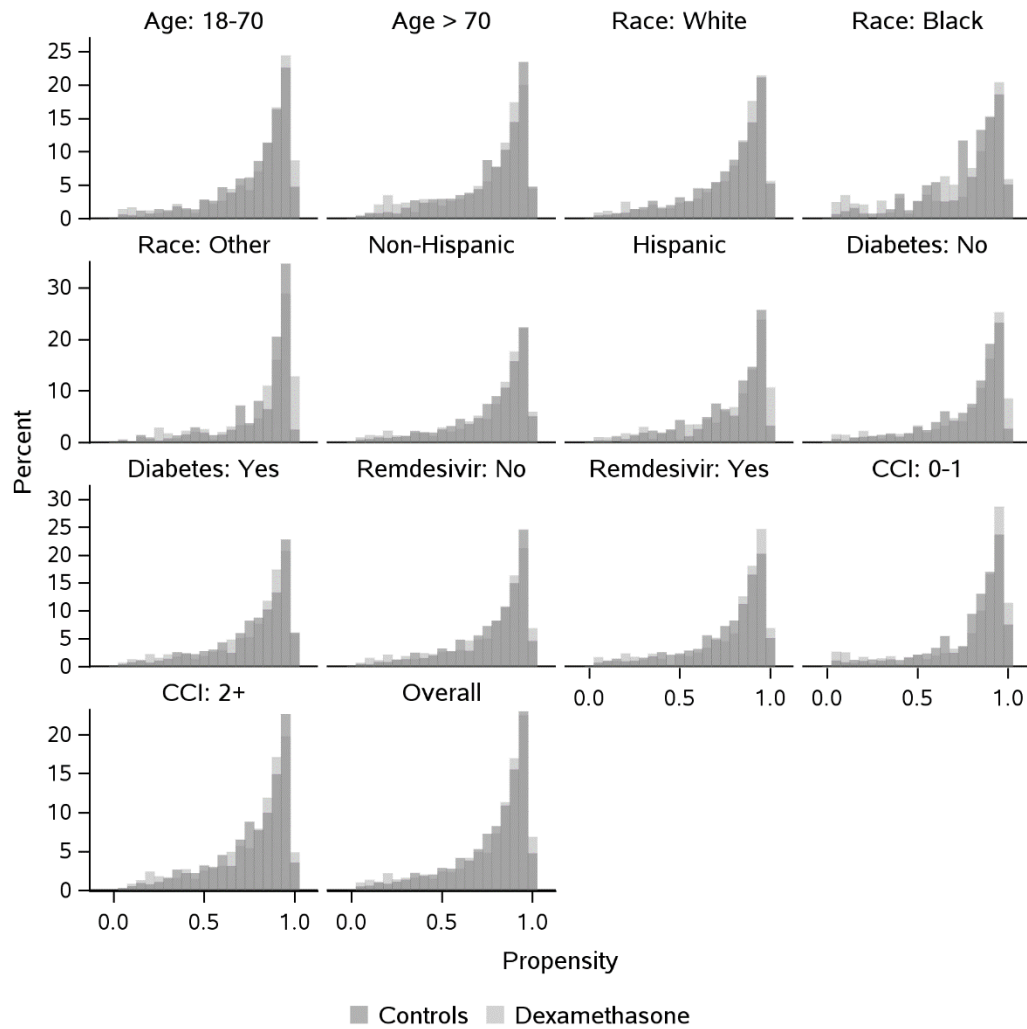 Age: 18-70 Age > 70 Race: White Race: Black
25
20
15
10
5
0
Race: Other Non-Hispanic Hispanic Diabetes: No
30
20
10
0
Percent
Diabetes: Yes Remdesivir: No Remdesivir: Yes CCI: 0-1
30
25
20
15
10
5
0
0.0 0.5 1.0 0.0 0.5 1.0
CCI: 2+ Overall
20
15
10
5
0
0.0 0.5 1.0 0.0 0.5 1.0
Propensity
Controls Dexamethasone